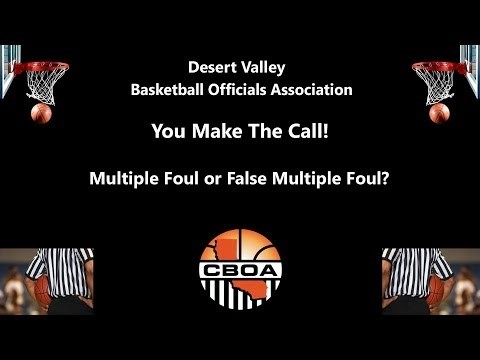 Desert Valley
Basketball Officials Association
You Make The Call!
Multiple Foul or False Multiple Foul?
CBOA